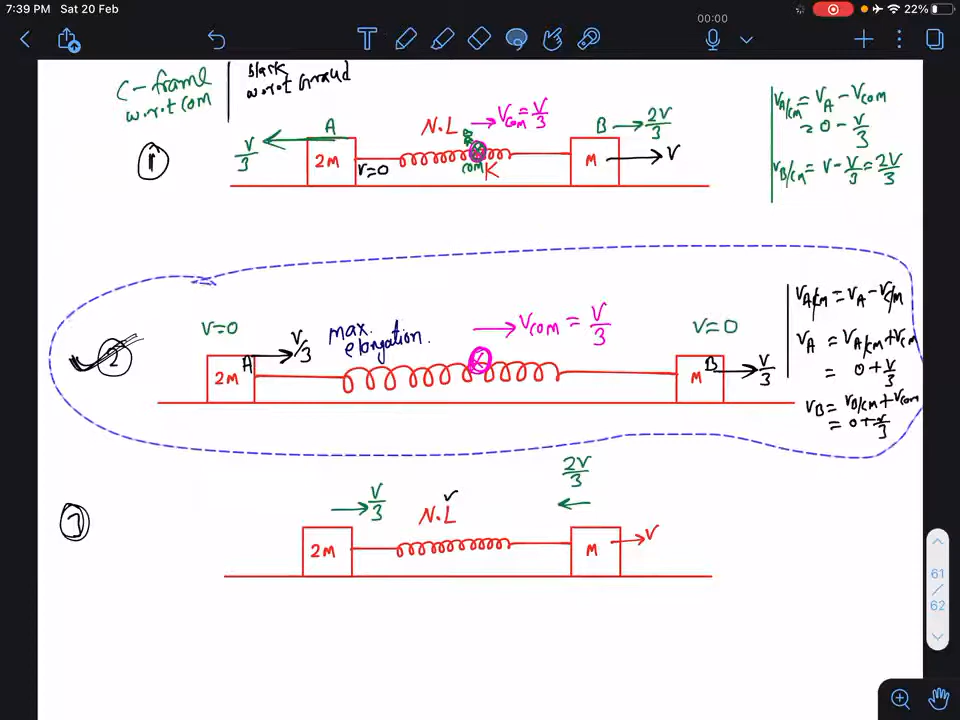 7:39 PM Sat 20 Feb
22%
00:00
C-frame
w.r.t com
block
w.r.t Ground
1
V/3
A
2M
V=0
N.L
Vcom = V/3
com
K
B
2V/3
M
V
VA/cm = VA - Vcom
= 0 - V/3
VB/cm = V - V/3 = 2V/3
2
V=0
A
2M
V/3
max.
elongation.
Vcom = V/3
V=0
B
M
V/3
VA/cm = VA - Vc/m
VA = VA/cm + Vcm
= 0 + V/3
VB = VB/cm + Vcom
= 0 + V/3
3
V/3
2M
N.L
2V/3
M
V
61
/
62